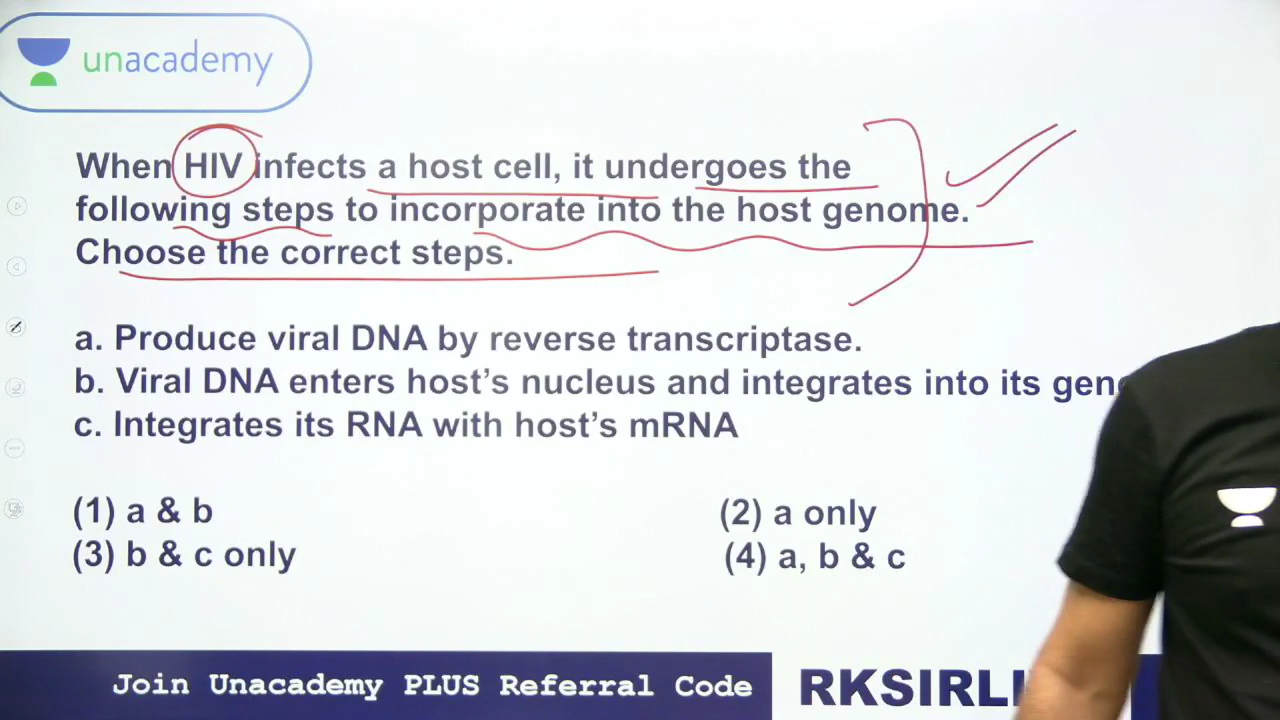 unacademy
When HIV infects a host cell, it undergoes the
following steps to incorporate into the host genome.
Choose the correct steps.
a. Produce viral DNA by reverse transcriptase.
b. Viral DNA enters host's nucleus and integrates into its
c. Integrates its RNA with host's mRNA
(1) a & b
(2) a only
(3) b & c only
(4) a, b & c
Join Unacademy PLUS Referral Code